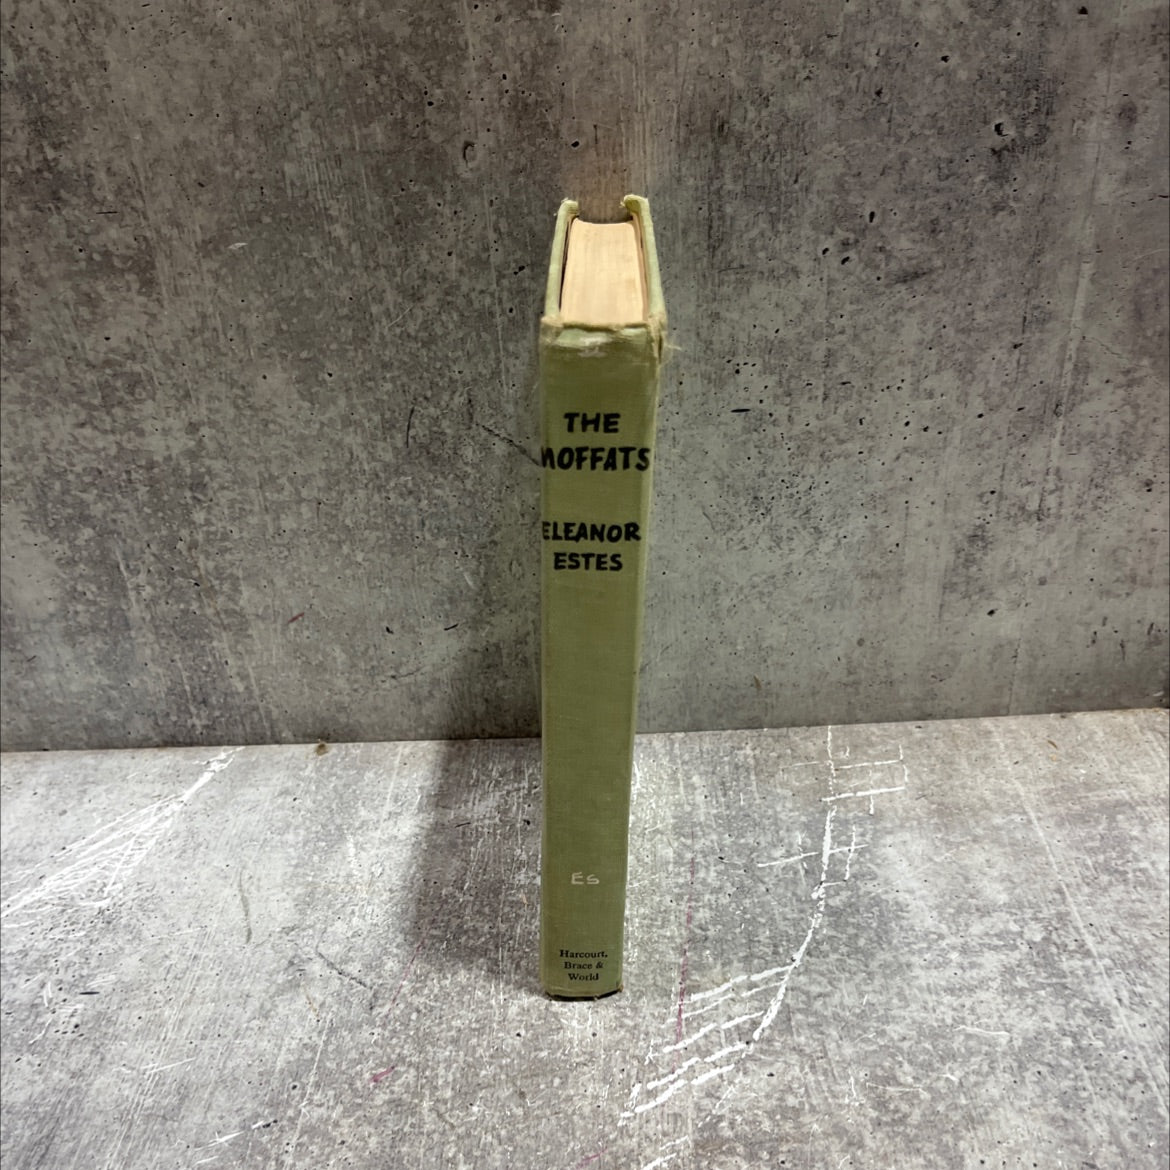 THE
MOFFATS
ELEANOR
ESTES
Es
Harcourt,
Brace &
World